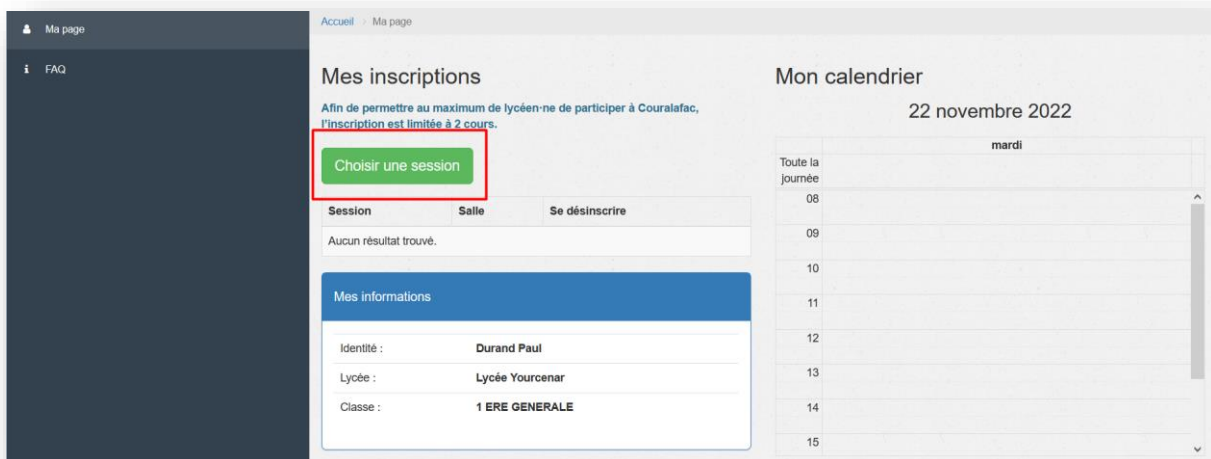 Ma page
FAQ
Accueil > Ma page
Mes inscriptions
Afin de permettre au maximum de lycéen·ne de participer à Couralafac,
l'inscription est limitée à 2 cours.
Choisir une session
Session Salle Se désinscrire
Aucun résultat trouvé.
Mes informations
Identité : Durand Paul
Lycée : Lycée Yourcenar
Classe : 1 ERE GENERALE
Mon calendrier
22 novembre 2022
mardi
Toute la
journée
08
09
10
11
12
13
14
15